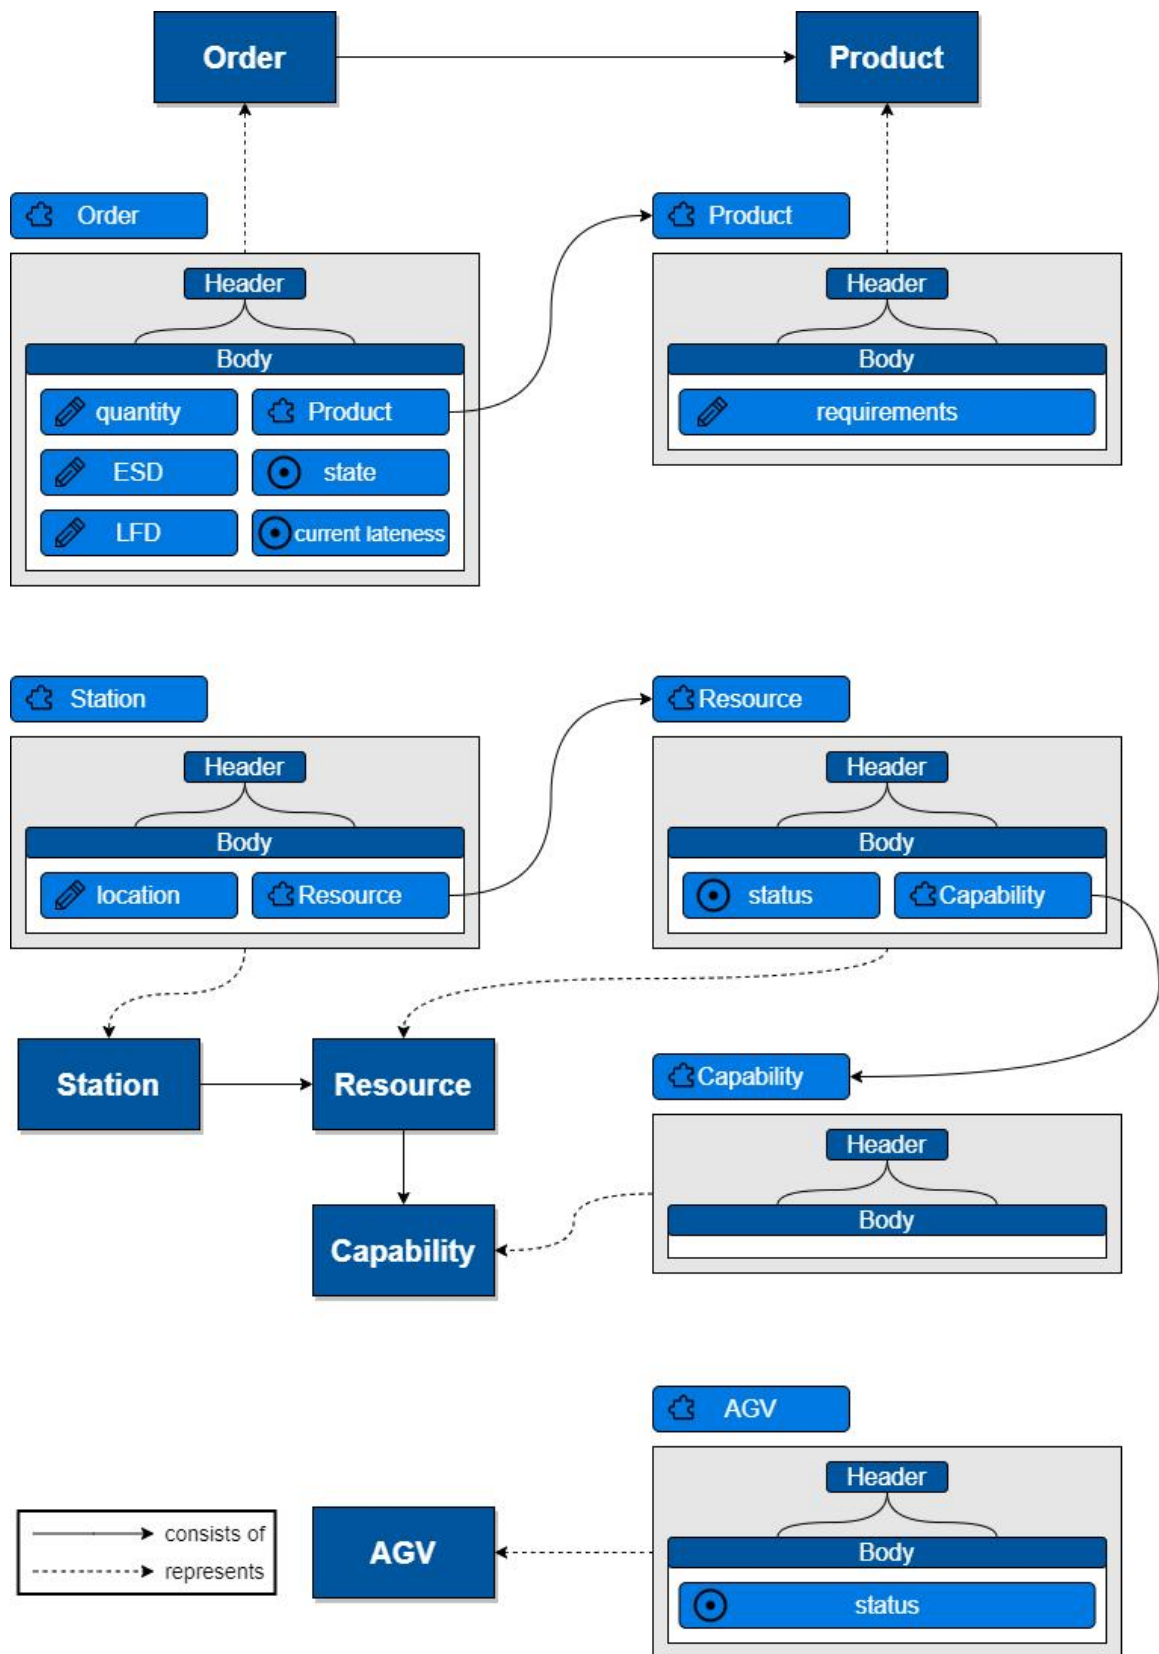 Order
Product
Order
Product
Header
Header
Body
Body
quantity
Product
requirements
ESD
state
LFD
current lateness
Station
Resource
Header
Header
Body
Body
location
Resource
status
Capability
Station
Resource
Capability
Header
Body
Capability
AGV
Header
consists of
represents
AGV
Body
status